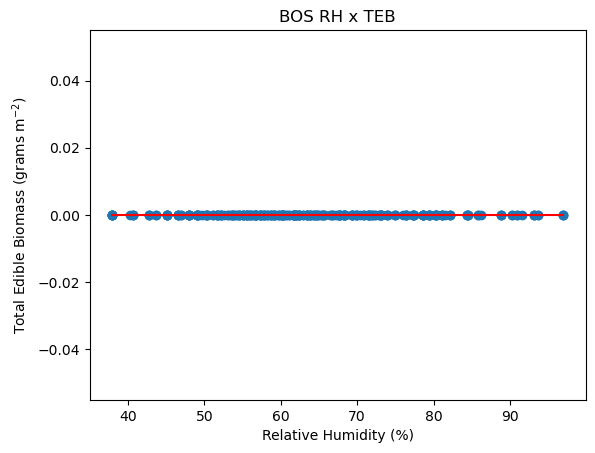 BOS RH x TEB
Total Edible Biomass (grams m⁻²)
0.04
0.02
0.00
−0.02
−0.04
40 50 60 70 80 90
Relative Humidity (%)